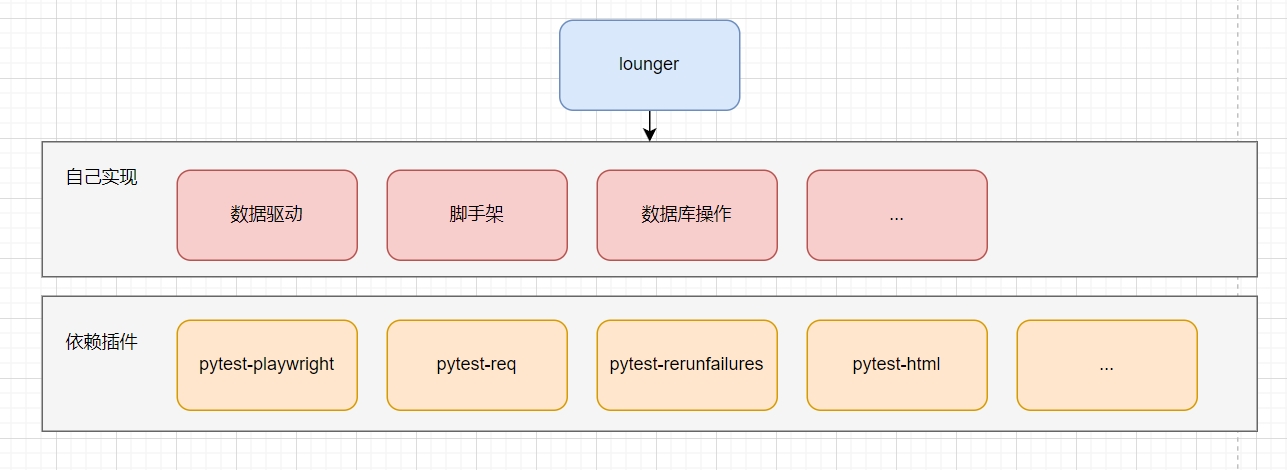 lounger
自己实现
数据驱动
脚手架
数据库操作
...
依赖插件
pytest-playwright
pytest-req
pytest-rerunfailures
pytest-html
...